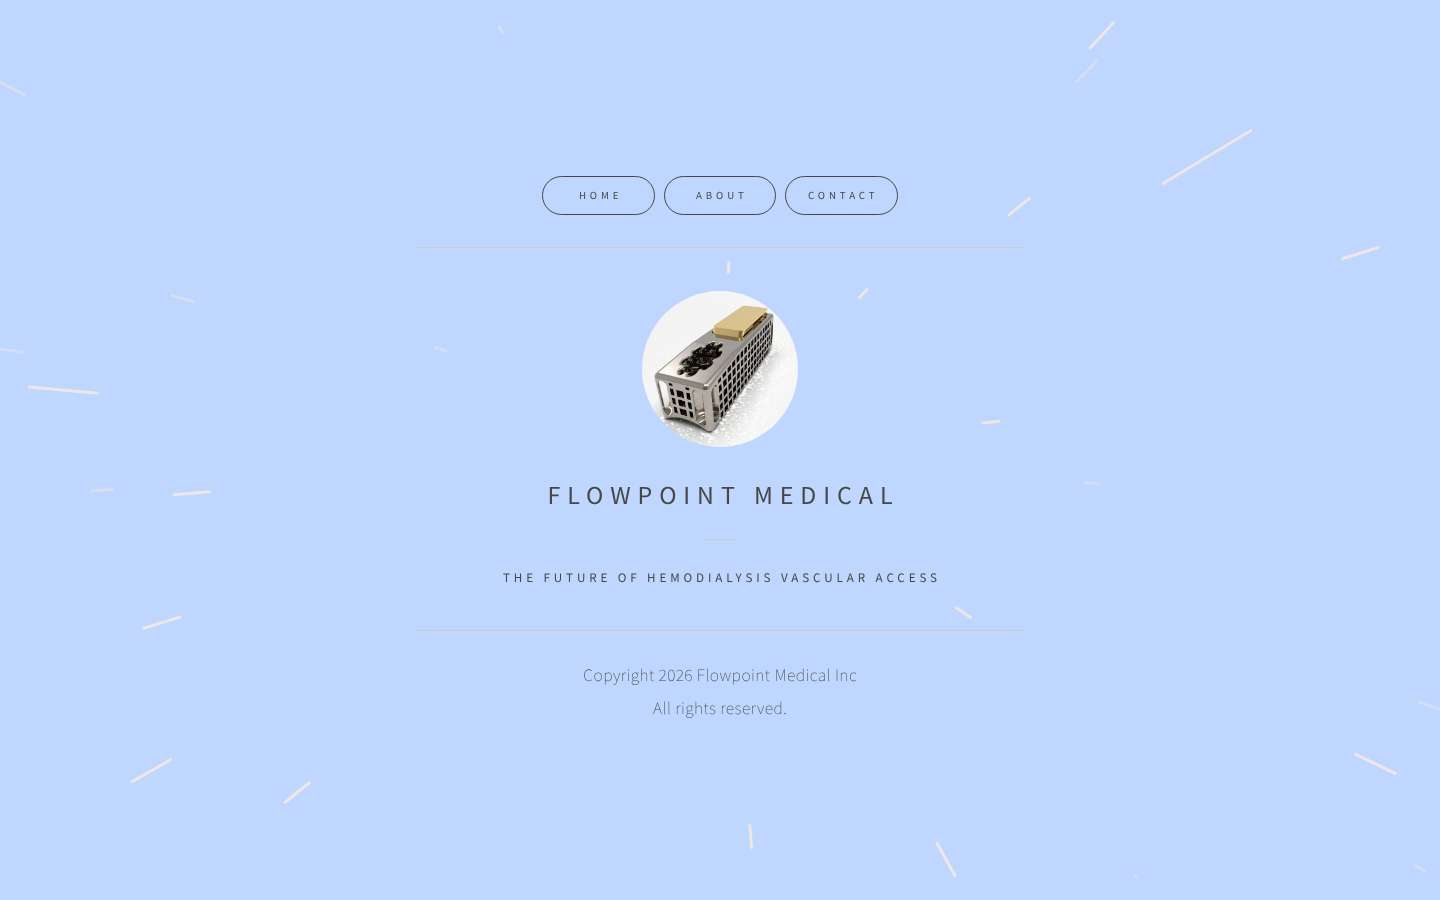 HOME
ABOUT
CONTACT
FLOWPOINT MEDICAL
THE FUTURE OF HEMODIALYSIS VASCULAR ACCESS
Copyright 2026 Flowpoint Medical Inc
All rights reserved.